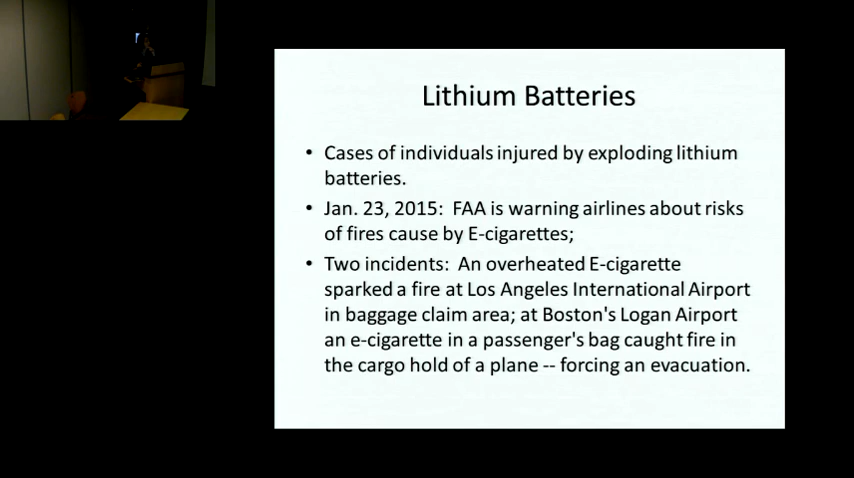 Lithium Batteries
• Cases of individuals injured by exploding lithium
batteries.
• Jan. 23, 2015:  FAA is warning airlines about risks
of fires cause by E-cigarettes;
• Two incidents:  An overheated E-cigarette
sparked a fire at Los Angeles International Airport
in baggage claim area; at Boston's Logan Airport
an e-cigarette in a passenger's bag caught fire in
the cargo hold of a plane -- forcing an evacuation.